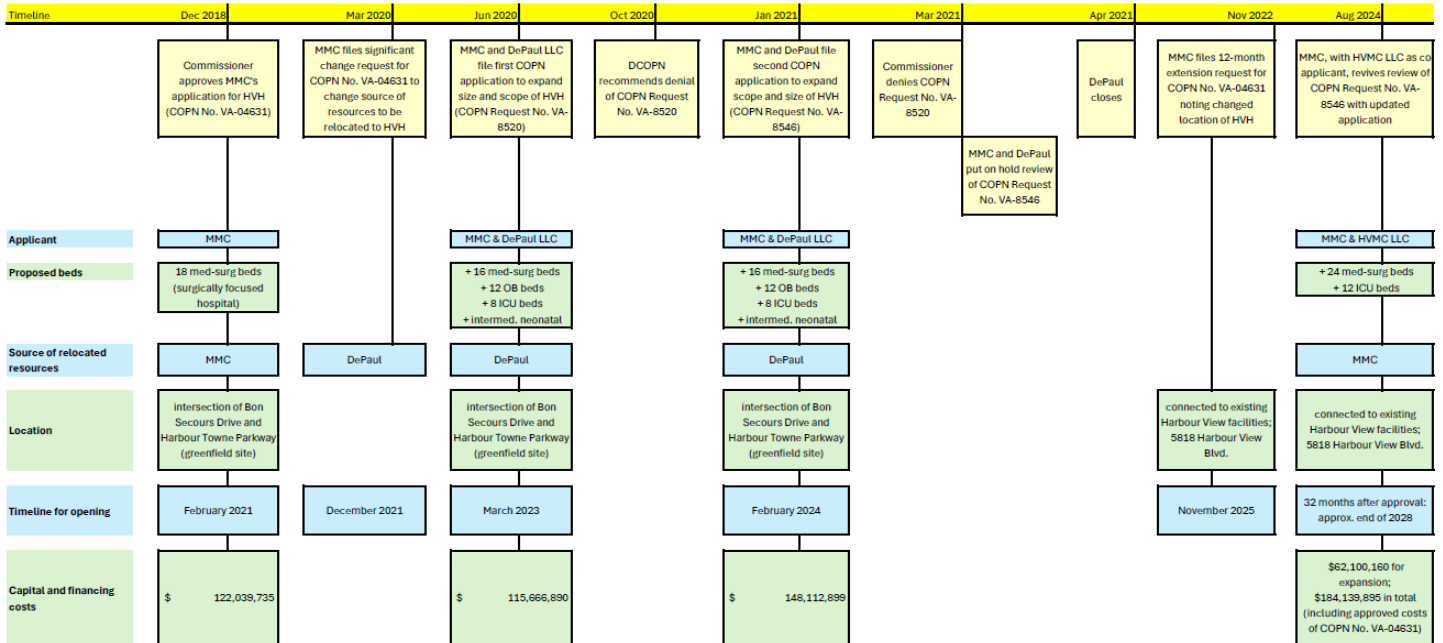 Timeline
Dec 2018
Mar 2020
Jun 2020
Oct 2020
Jan 2021
Mar 2021
Apr 2021
Nov 2022
Aug 2024
Commissioner
approves MMC's
application for HVH
(COPN No. VA-04631)
MMC files significant
change request for
COPN No. VA-04631 to
change source of
resources to be
relocated to HVH
MMC and DePaul LLC
file first COPN
application to expand
size and scope of HVH
(COPN Request No. VA-
8520)
DCOPN
recommends denial
of COPN Request
No. VA-8520
MMC and DePaul file
second COPN
application to expand
scope and size of HVH
(COPN Request No. VA-
8546)
Commissioner
denies COPN
Request No. VA-
8520
MMC and DePaul
put on hold review
of COPN Request
No. VA-8546
DePaul
closes
MMC files 12-month
extension request for
COPN No. VA-04631
noting changed
location of HVH
MMC, with HVMC LLC as co
applicant, revives review of
COPN Request No. VA-
8546 with updated
application
Applicant
MMC
MMC & DePaul LLC
MMC & DePaul LLC
MMC & HVMC LLC
Proposed beds
18 med-surg beds
(surgically focused
hospital)
+ 16 med-surg beds
+ 12 OB beds
+ 8 ICU beds
+ intermed. neonatal
+ 16 med-surg beds
+ 12 OB beds
+ 8 ICU beds
+ intermed. neonatal
+ 24 med-surg beds
+ 12 ICU beds
Source of relocated
resources
MMC
DePaul
DePaul
DePaul
MMC
Location
intersection of Bon
Secours Drive and
Harbour Towne Parkway
(greenfield site)
intersection of Bon
Secours Drive and
Harbour Towne Parkway
(greenfield site)
intersection of Bon
Secours Drive and
Harbour Towne Parkway
(greenfield site)
connected to existing
Harbour View facilities;
5818 Harbour View
Blvd.
connected to existing
Harbour View facilities;
5818 Harbour View Blvd.
Timeline for opening
February 2021
December 2021
March 2023
February 2024
November 2025
32 months after approval:
approx. end of 2028
Capital and financing
costs
$ 122,039,735
$ 115,666,890
$ 148,112,899
$62,100,160 for
expansion;
$184,139,895 in total
(including approved costs
of COPN No. VA-04631)